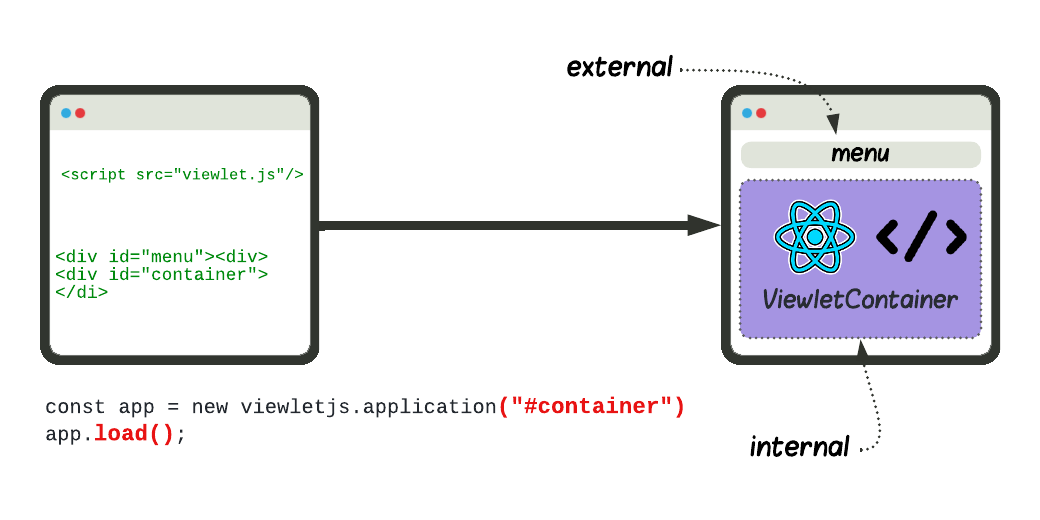 external
<script src="viewlet.js"/>
<div id="menu"><div>
<div id="container">
</di>
menu
</>
ViewletContainer
const app = new viewletjs.application("#container")
app.load();
internal